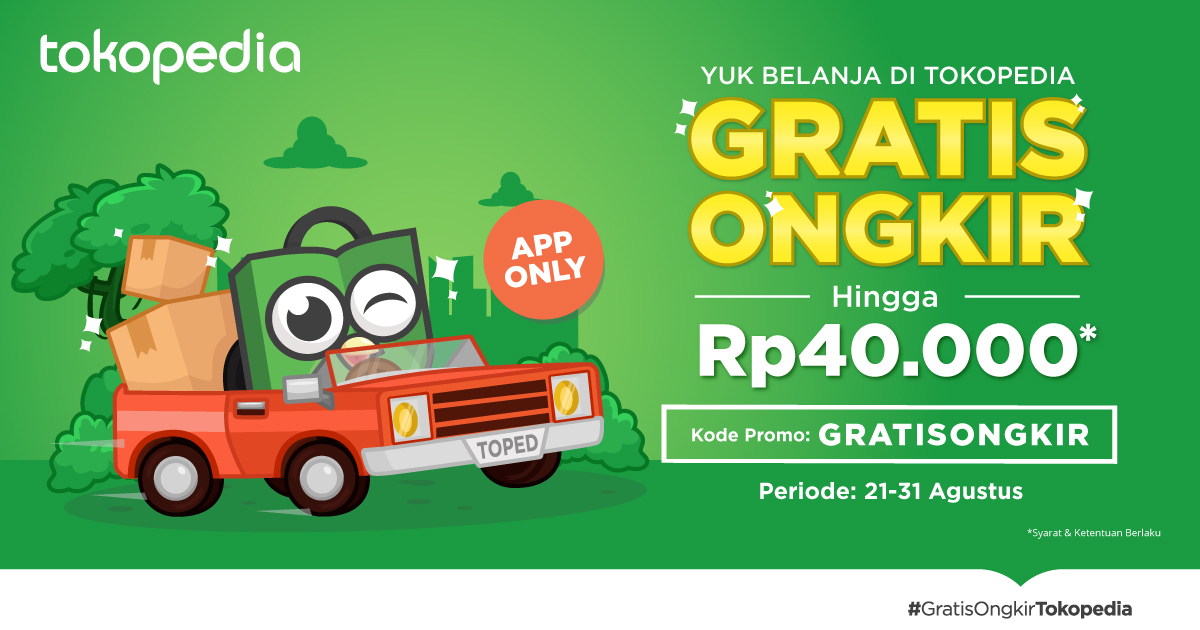 tokopedia
YUK BELANJA DI TOKOPEDIA
GRATIS
ONGKIR
Hingga
Rp40.000*
Kode Promo: GRATISONGKIR
Periode: 21-31 Agustus
*Syarat & Ketentuan Berlaku
APP
ONLY
TOPED
#GratisOngkirTokopedia